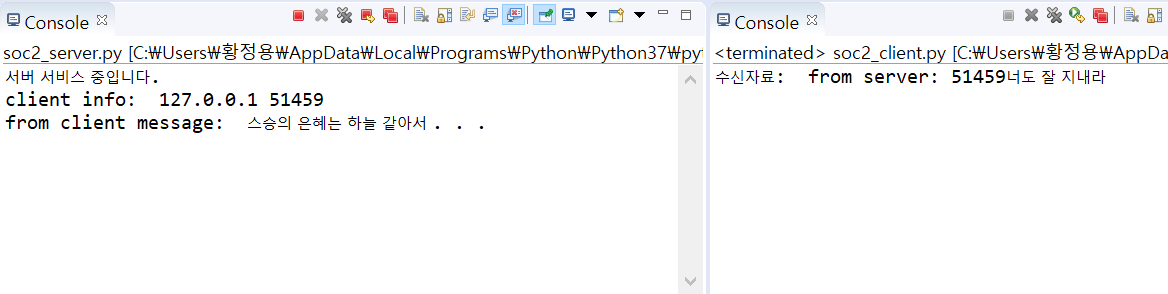 Console
soc2_server.py [C:₩Users₩황정용₩AppData₩Local₩Programs₩Python₩Python37₩pyt
서버 서비스 중입니다.
client info:  127.0.0.1 51459
from client message:  스승의 은혜는 하늘 같아서 . . .
Console
<terminated> soc2_client.py [C:₩Users₩황정용₩AppDa
수신자료:  from server: 51459너도 잘 지내라